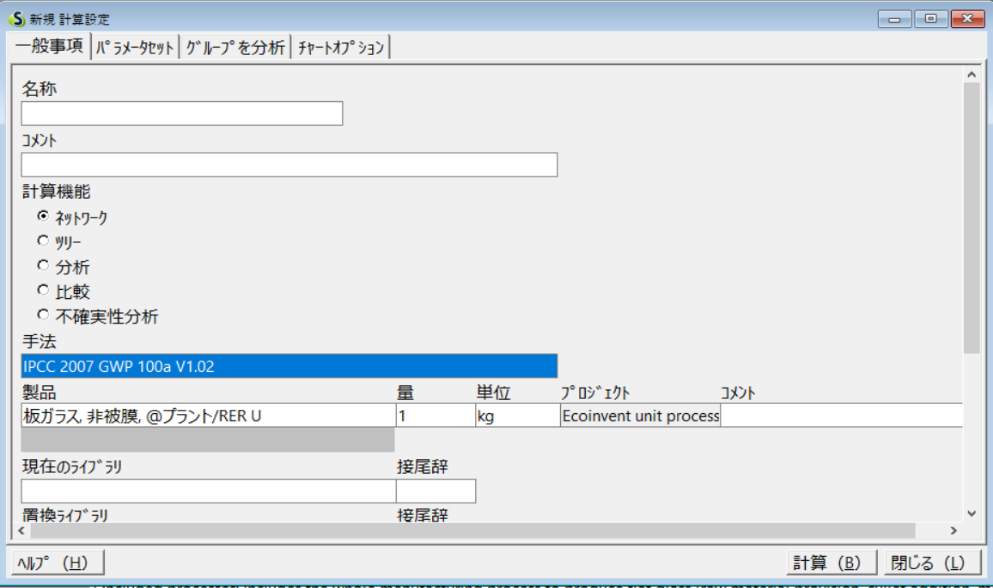 新規 計算設定
一般事項 ﾊﾟﾗﾒｰﾀｾｯﾄ ｸﾞﾙｰﾌﾟを分析 ﾁｬｰﾄｵﾌﾟｼｮﾝ
名称
ｺﾒﾝﾄ
計算機能
ﾈｯﾄﾜｰｸ
ﾂﾘｰ
分析
比較
不確実性分析
手法
IPCC 2007 GWP 100a V1.02
製品 量 単位 ﾌﾟﾛｼﾞｪｸﾄ ｺﾒﾝﾄ
板ガラス, 非被膜, @プラント/RER U 1 kg Ecoinvent unit process
現在のﾗｲﾌﾞﾗﾘ 接尾辞
置換ﾗｲﾌﾞﾗﾘ 接尾辞
ﾍﾙﾌﾟ (H) 計算 (B) 閉じる (L)